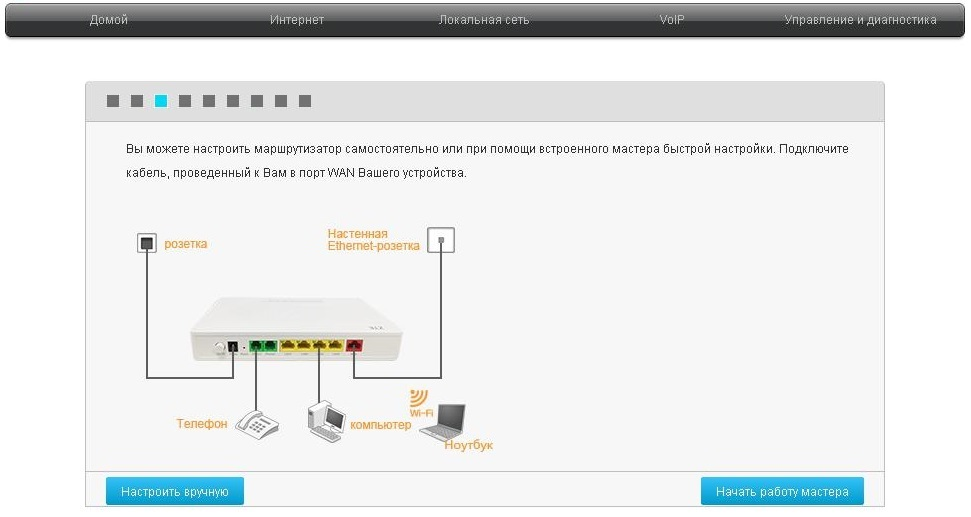 Домой Интернет Локальная сеть VoIP Управление и диагностика
Вы можете настроить маршрутизатор самостоятельно или при помощи встроенного мастера быстрой настройки. Подключите
кабель, проведенный к Вам в порт WAN Вашего устройства.
розетка
Настенная
Ethernet-розетка
Wi-Fi
Телефон
компьютер
Ноутбук
Настроить вручную Начать работу мастера